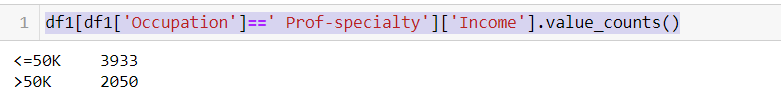 1 df1[df1['Occupation']==' Prof-specialty']['Income'].value_counts()
<=50K 3933
>50K 2050